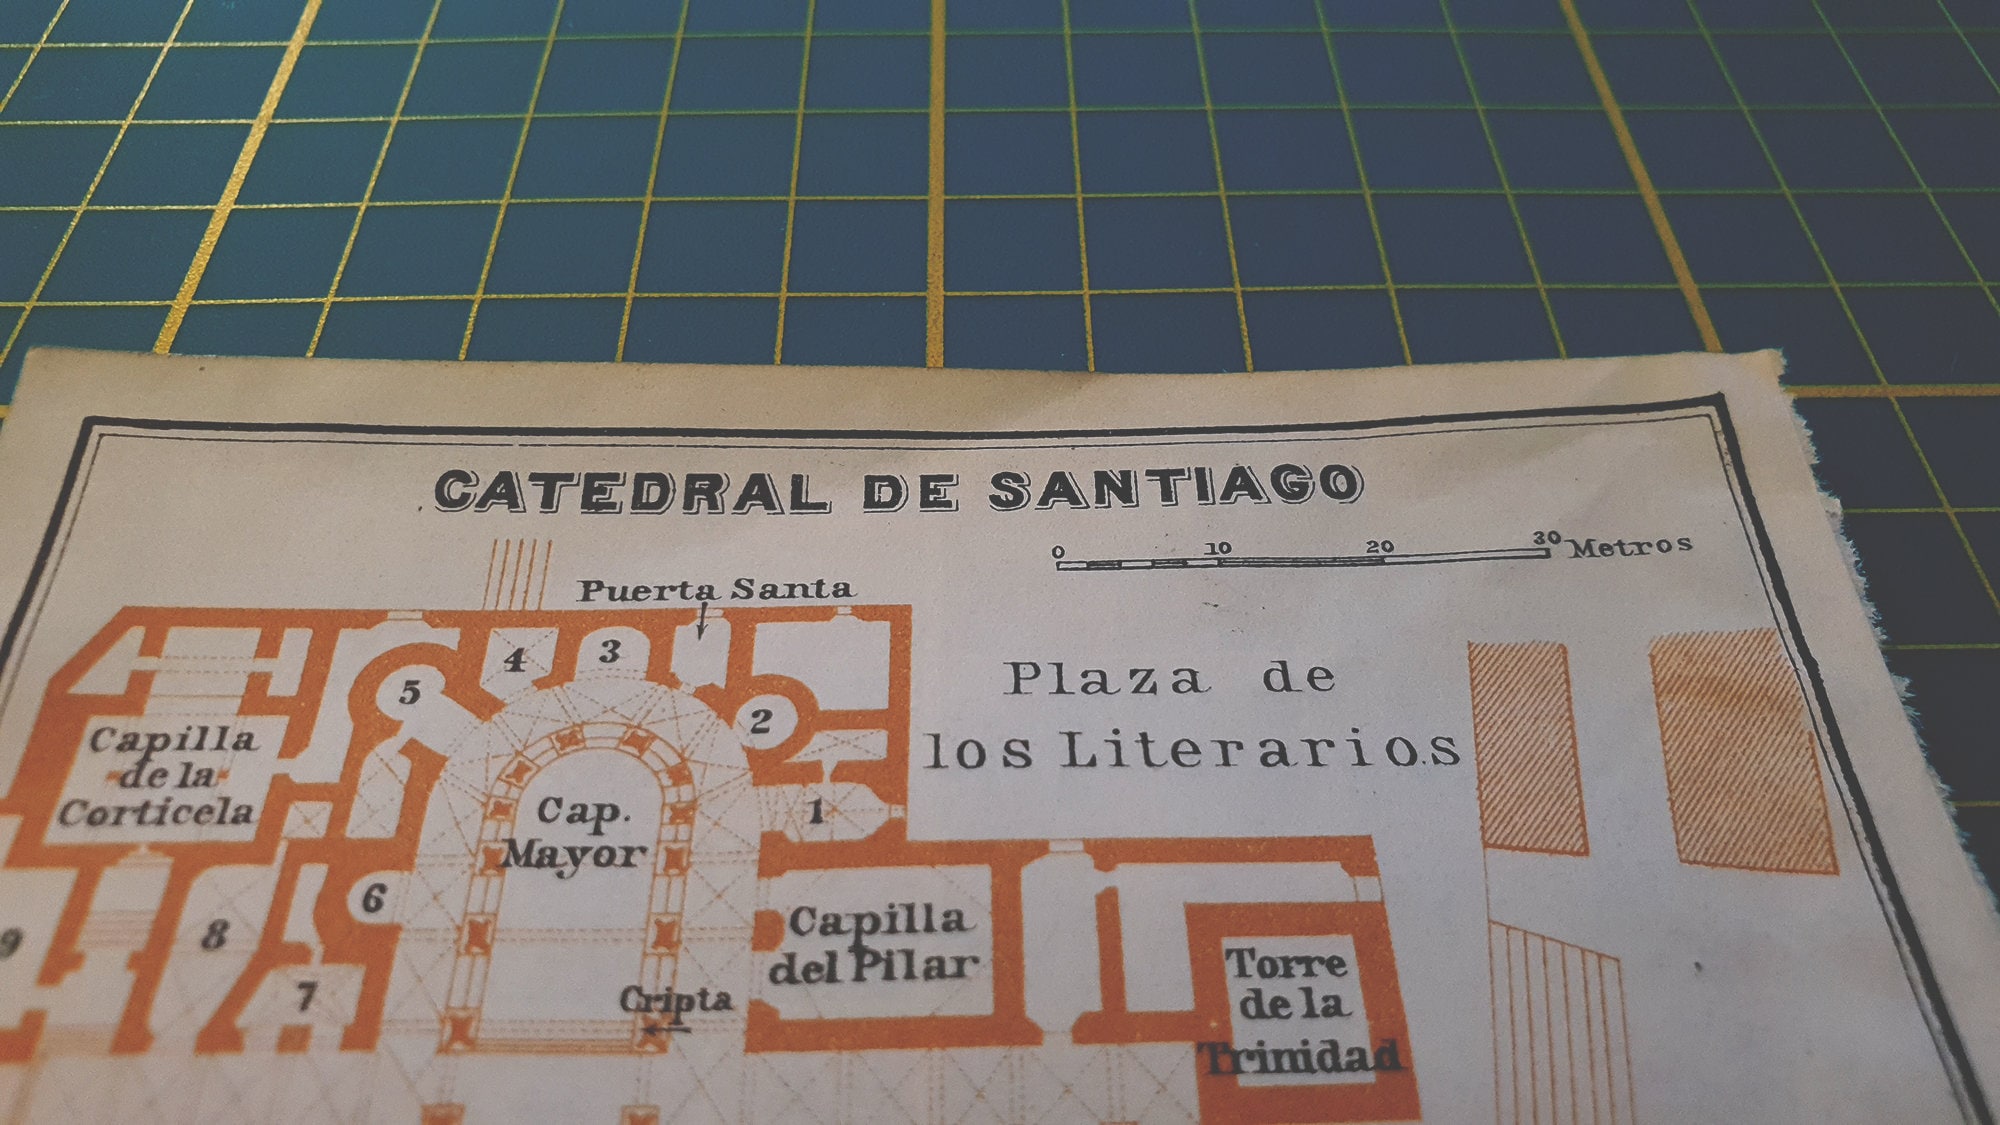 CATEDRAL DE SANTIAGO
0 10 20 30 Metros
Puerta Santa
4
3
5
2
Plaza de
los Literarios
Capilla
de la
Corticela
Cap.
Mayor
1
6
8
9
7
Capilla
del Pilar
Cripta
Torre
de la
Trinidad